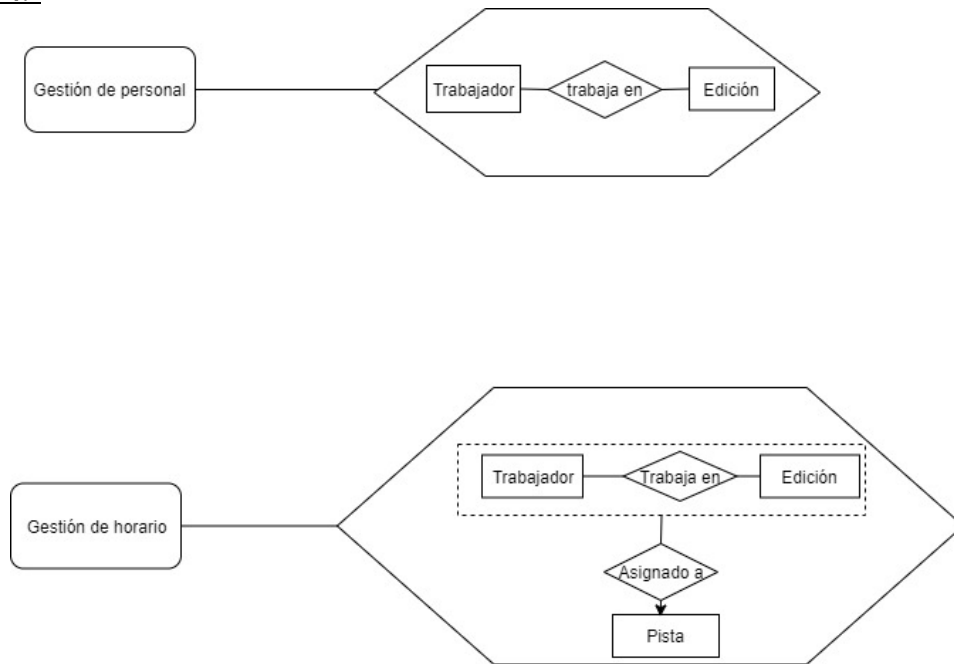 Gestión de personal
Trabajador
trabaja en
Edición
Trabajador
Trabaja en
Edición
Gestión de horario
Asignado a
Pista